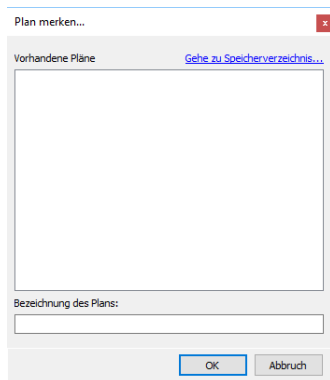 Plan merken...
x
Vorhandene Pläne Gehe zu Speicherverzeichnis...
Bezeichnung des Plans:
OK Abbruch